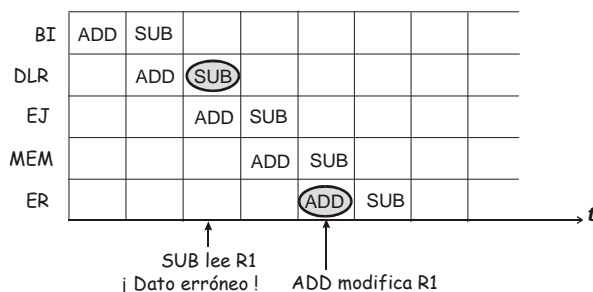 BI ADD SUB
DLR ADD SUB
EJ ADD SUB
MEM ADD SUB
ER ADD SUB
t
SUB lee R1
¡ Dato erróneo !
ADD modifica R1